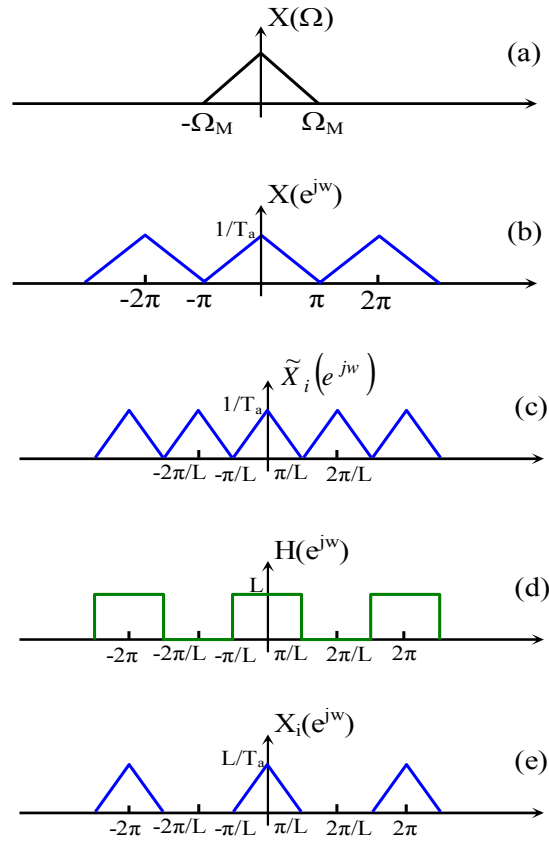 X(Ω)
(a)
-Ω_M Ω_M
X(e^{jw})
1/T_a
(b)
-2π -π π 2π
X̃_i(e^{jw})
1/T_a
(c)
-2π/L -π/L π/L 2π/L
H(e^{jw})
L
(d)
-2π -2π/L -π/L π/L 2π/L 2π
X_i(e^{jw})
L/T_a
(e)
-2π -2π/L -π/L π/L 2π/L 2π